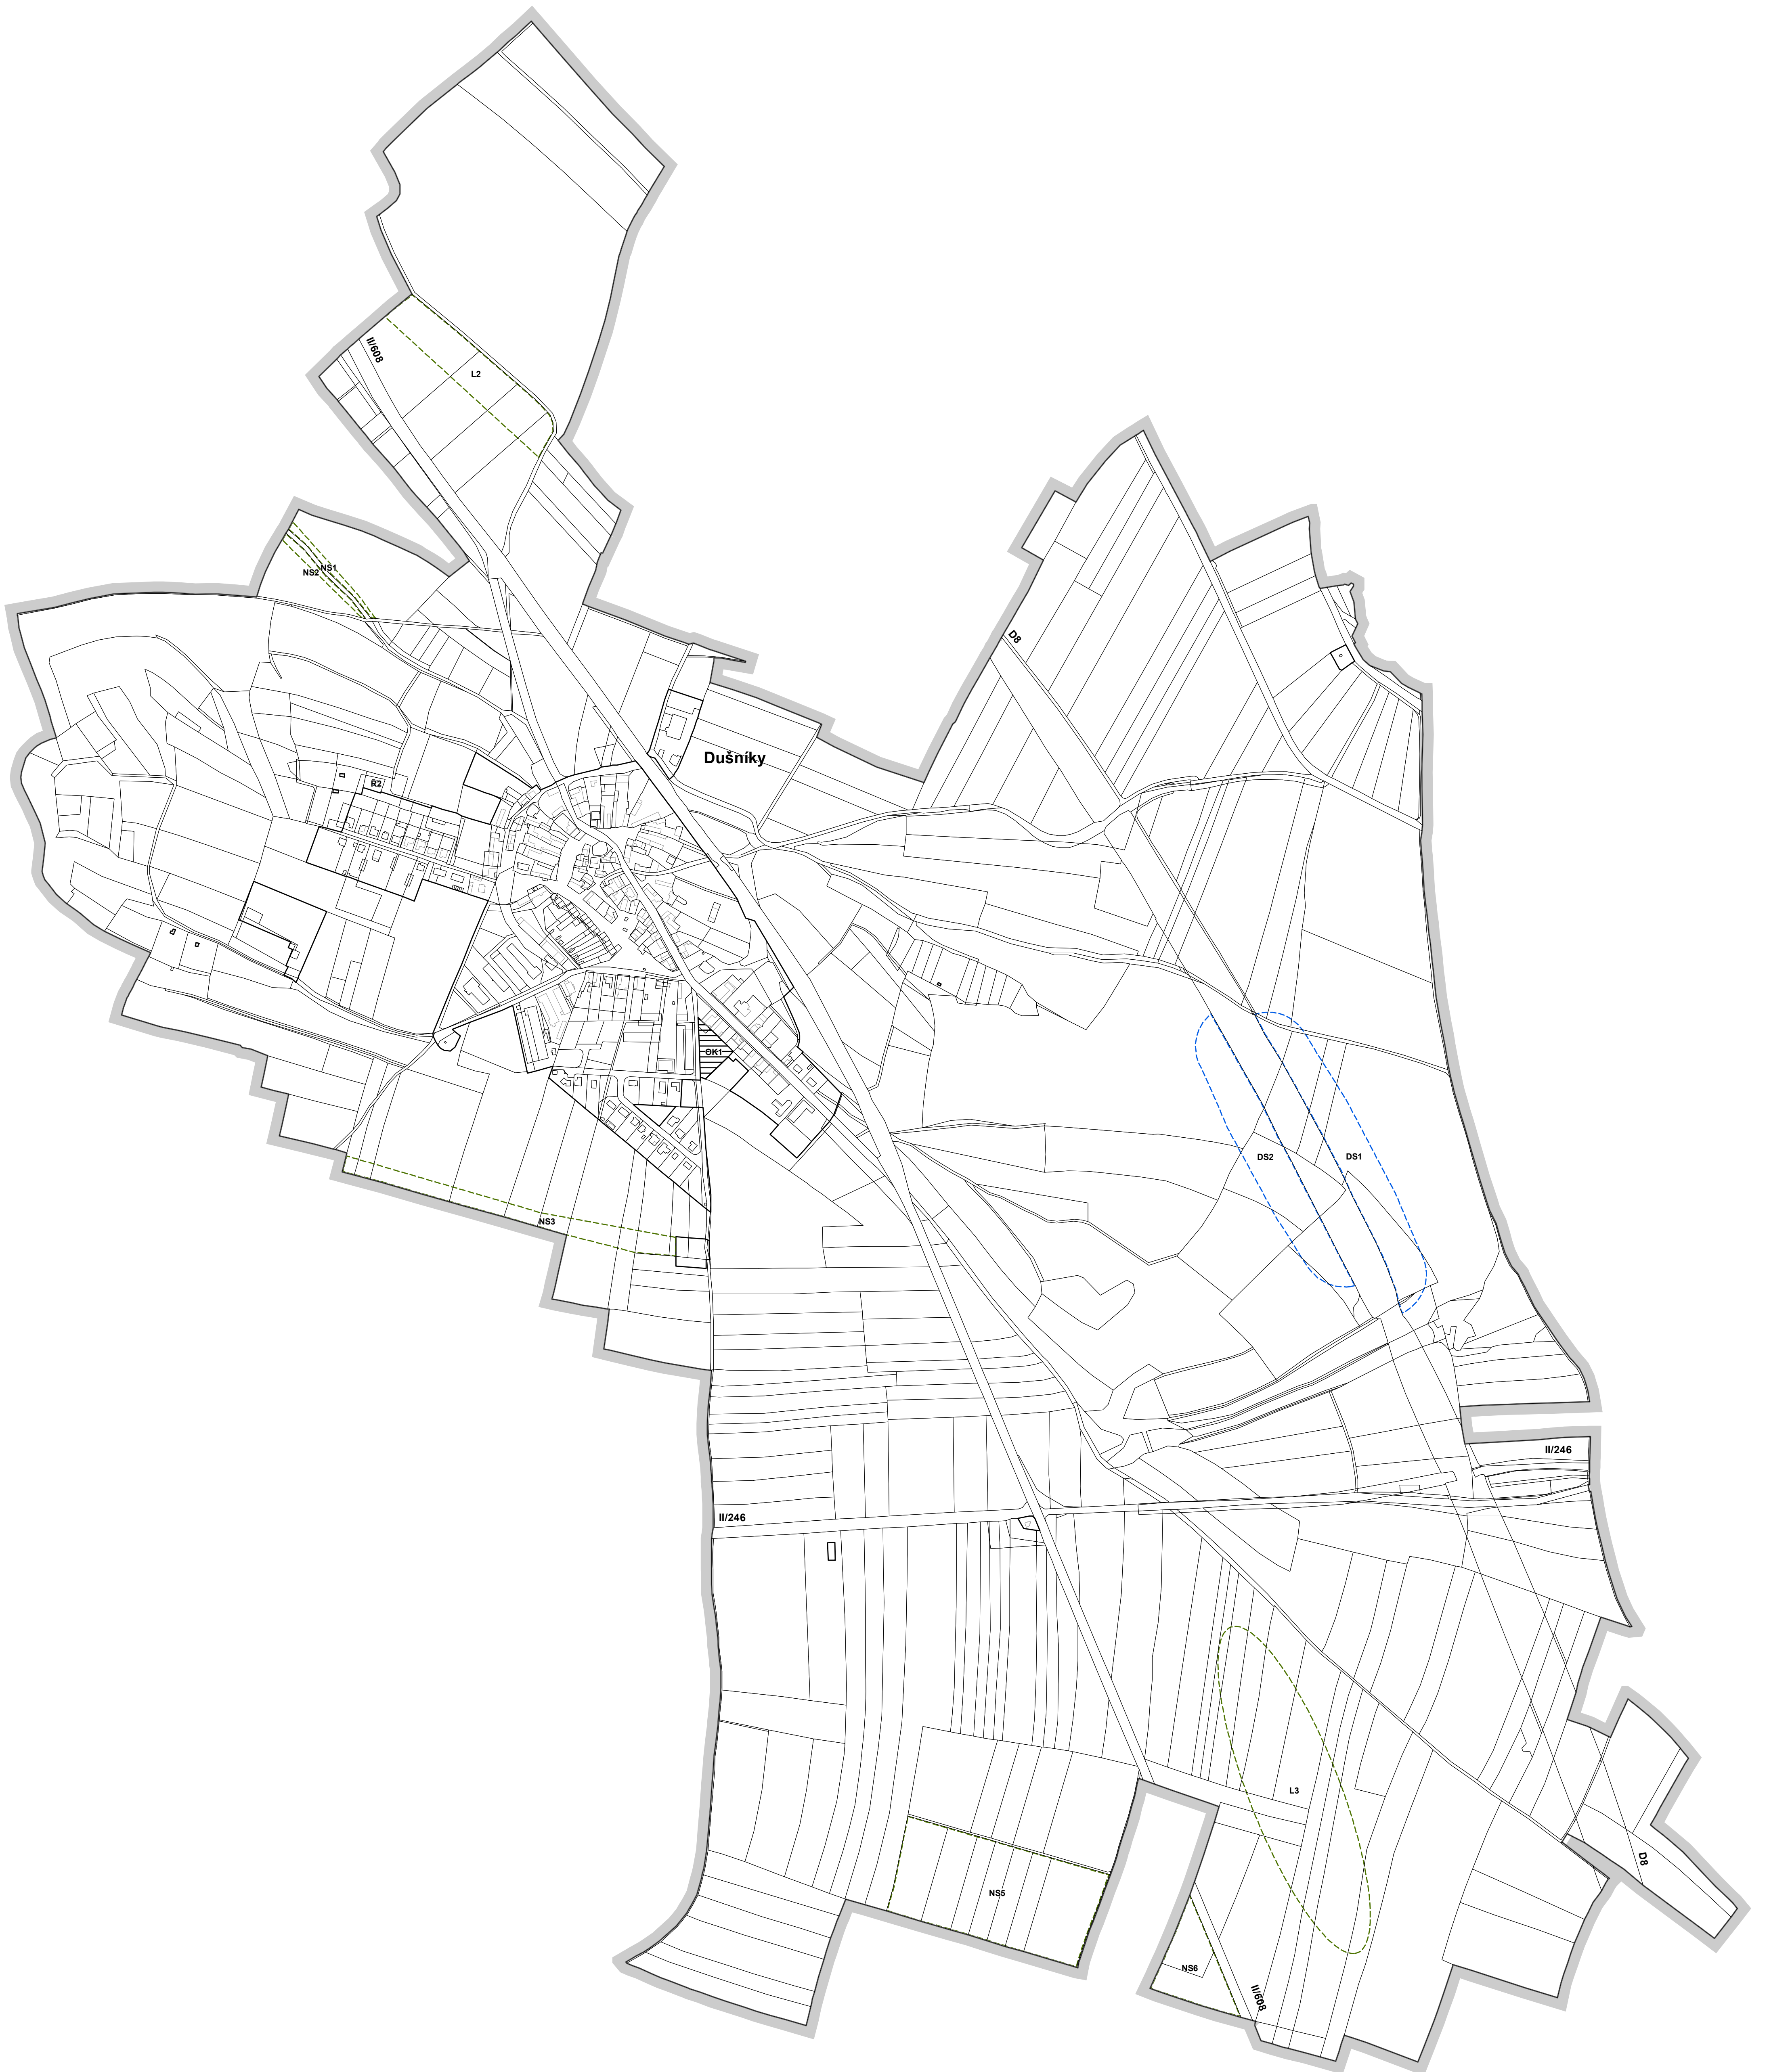 II/608
L2
NS1
NS2
D8
Dušníky
R2
OK1
DS2
DS1
NS3
II/246
II/246
L3
D8
NS5
NS6
II/608